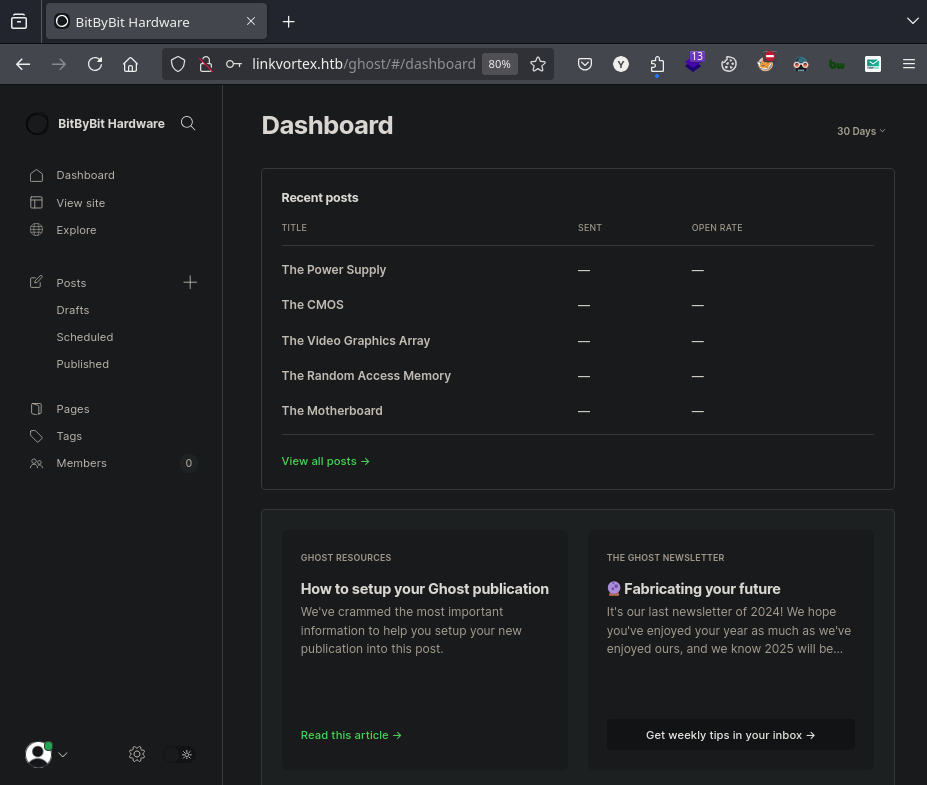 BitByBit Hardware
linkvortex.htb/ghost/#/dashboard 80% Y 13
BitByBit Hardware
Dashboard
View site
Explore
Posts
Drafts
Scheduled
Published
Pages
Tags
Members 0
Dashboard
30 Days
Recent posts
TITLE SENT OPEN RATE
The Power Supply — —
The CMOS — —
The Video Graphics Array — —
The Random Access Memory — —
The Motherboard — —
View all posts →
GHOST RESOURCES
How to setup your Ghost publication
We've crammed the most important
information to help you setup your new
publication into this post.
Read this article →
THE GHOST NEWSLETTER
🔮 Fabricating your future
It's our last newsletter of 2024! We hope
you've enjoyed your year as much as we've
enjoyed ours, and we know 2025 will be...
Get weekly tips in your inbox →